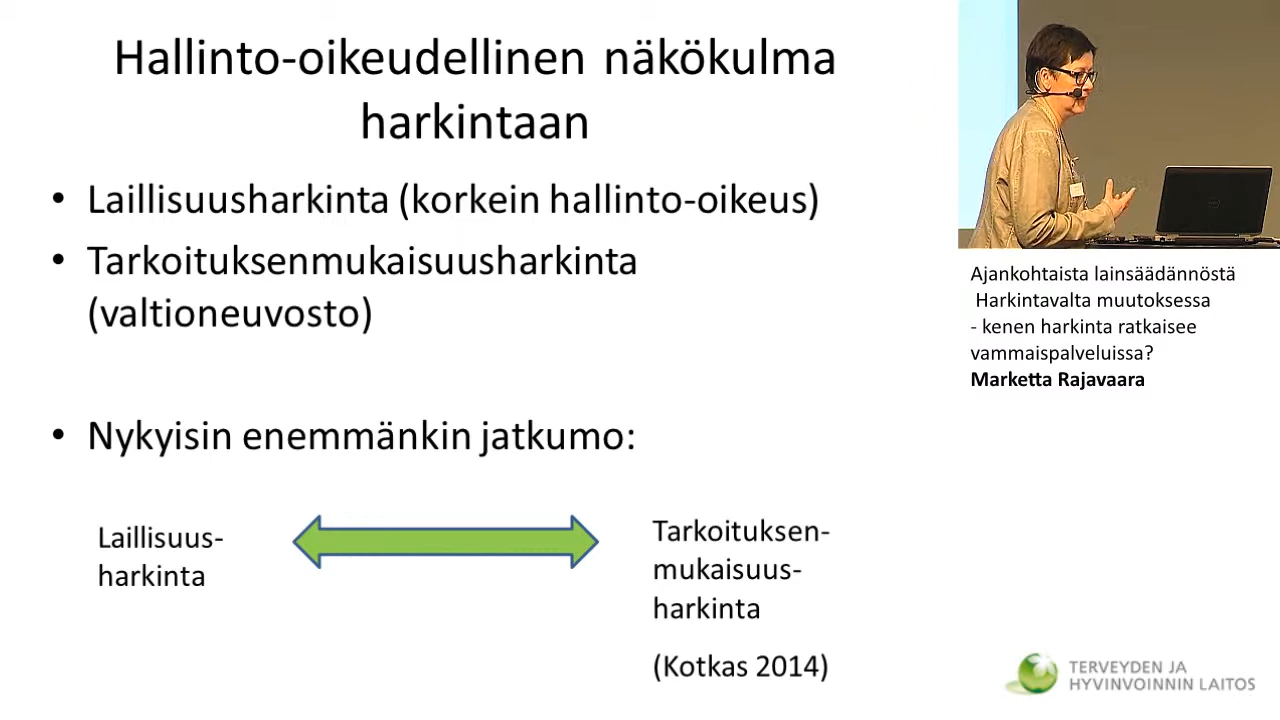 Hallinto-oikeudellinen näkökulma
harkintaan
• Laillisuusharkinta (korkein hallinto-oikeus)
• Tarkoituksenmukaisuusharkinta
(valtioneuvosto)
• Nykyisin enemmänkin jatkumo:
Laillisuus-
harkinta
Tarkoituksen-
mukaisuus-
harkinta
(Kotkas 2014)
Ajankohtaista lainsäädännöstä
Harkintavalta muutoksessa
- kenen harkinta ratkaisee
vammaispalveluissa?
Marketta Rajavaara
TERVEYDEN JA
HYVINVOINNIN LAITOS